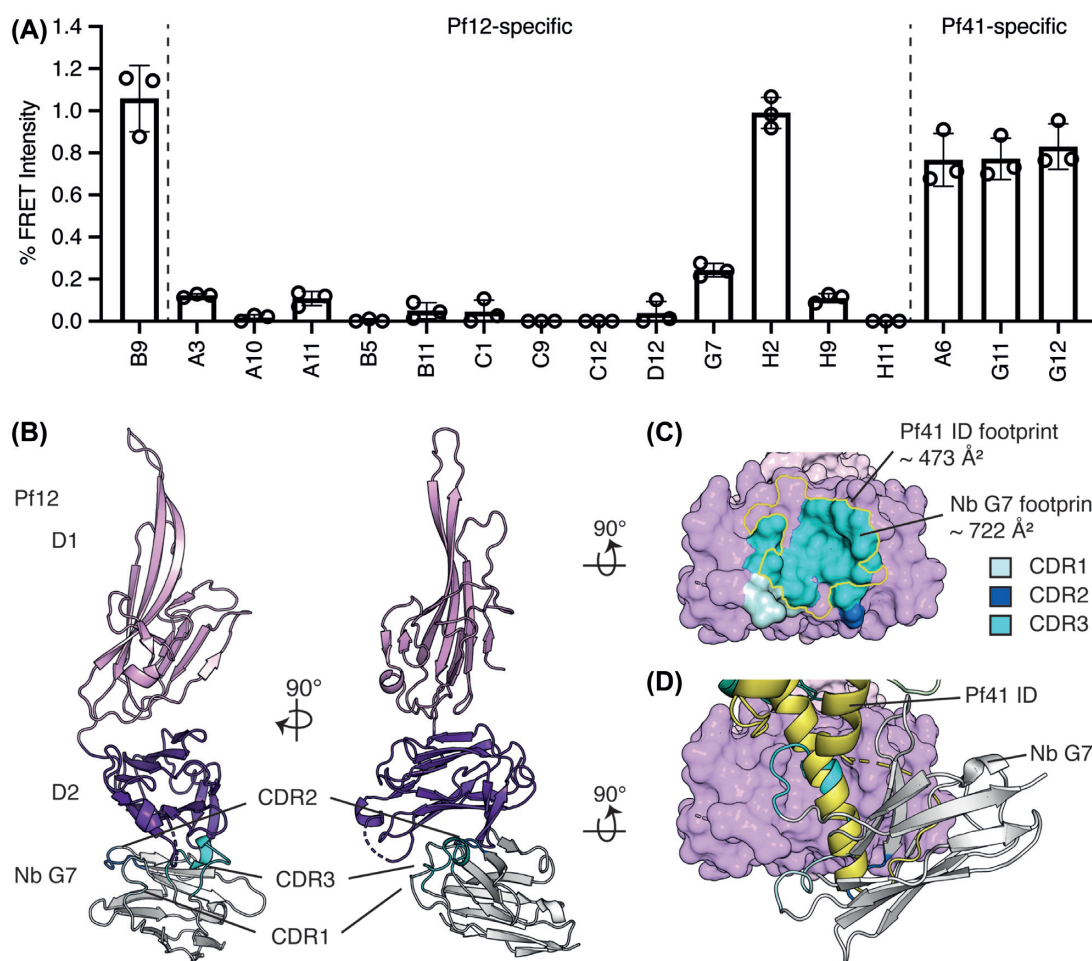 (A)
Pf12-specific
Pf41-specific
% FRET Intensity
1.4
1.2
1.0
0.8
0.6
0.4
0.2
0.0
B9
A3
A10
A11
B5
B11
C1
C9
C12
D12
G7
H2
H9
H11
A6
G11
G12
(B)
Pf12
D1
90°
D2
CDR2
Nb G7
CDR3
CDR1
(C)
Pf41 ID footprint
~ 473 Å²
Nb G7 footprin
~ 722 Å²
90°
CDR1
CDR2
CDR3
(D)
Pf41 ID
Nb G7
90°